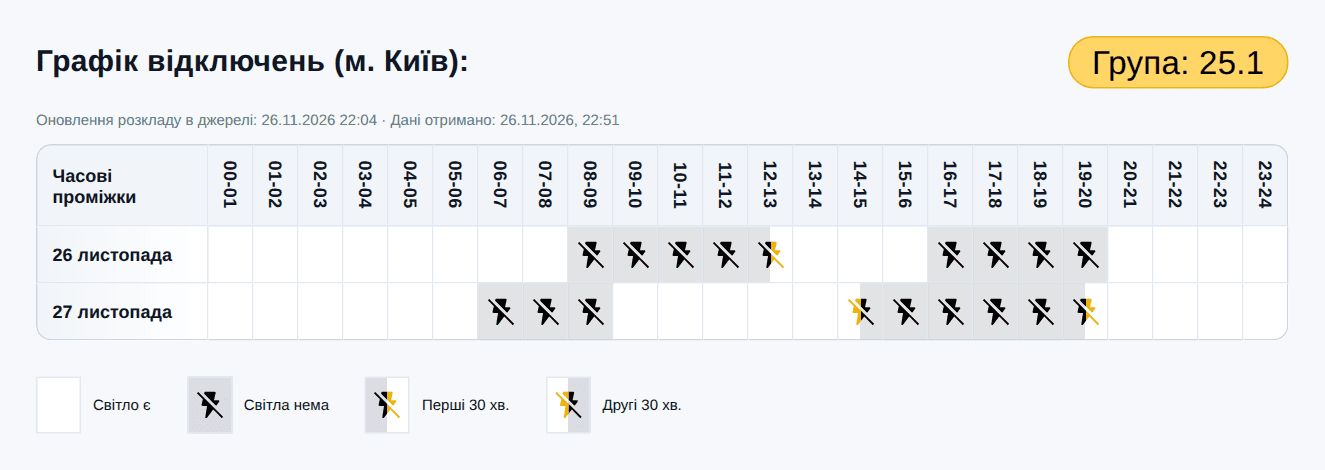 Графік відключень (м. Київ):
Група: 25.1
Оновлення розкладу в джерелі: 26.11.2026 22:04 · Дані отримано: 26.11.2026, 22:51
Часові
проміжки
00-01
01-02
02-03
03-04
04-05
05-06
06-07
07-08
08-09
09-10
10-11
11-12
12-13
13-14
14-15
15-16
16-17
17-18
18-19
19-20
20-21
21-22
22-23
23-24
26 листопада
27 листопада
Світло є
Світла нема
Перші 30 хв.
Другі 30 хв.